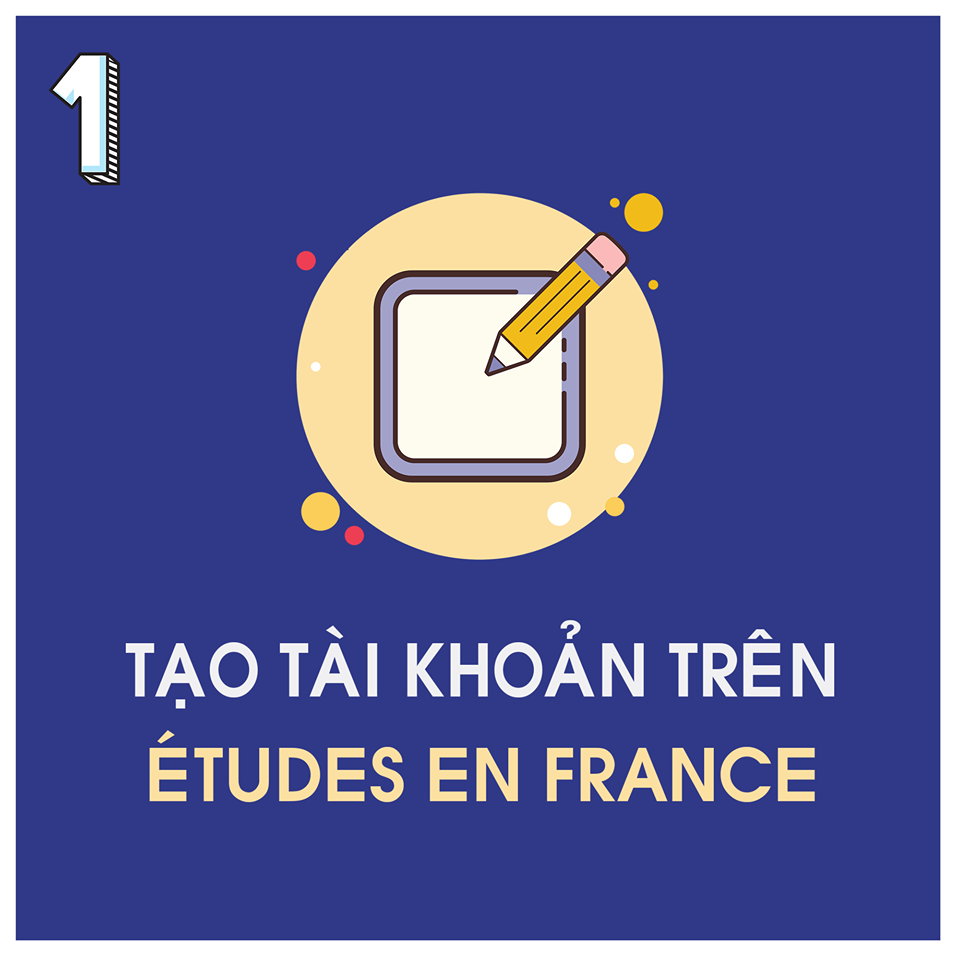 1
TẠO TÀI KHOẢN TRÊN
ÉTUDES EN FRANCE